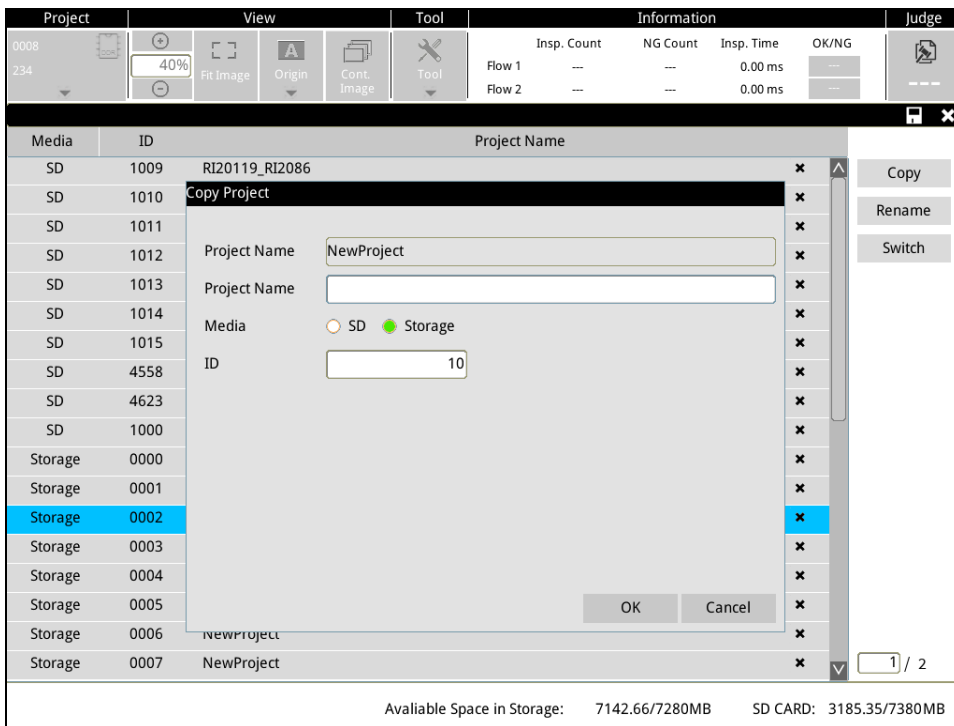 Project View Tool Information Judge
0008
234
SDR
40%
Fit Image
A
Origin
Cont.
Image
Tool
Insp. Count NG Count Insp. Time OK/NG
Flow 1 --- --- 0.00 ms ---
Flow 2 --- --- 0.00 ms ---
---
Media ID Project Name
SD 1009 RI20119_RI2086
SD 1010
SD 1011
SD 1012
SD 1013
SD 1014
SD 1015
SD 4558
SD 4623
SD 1000
Storage 0000
Storage 0001
Storage 0002
Storage 0003
Storage 0004
Storage 0005
Storage 0006 NewProject
Storage 0007 NewProject
Copy Project
Project Name NewProject
Project Name
Media SD Storage
ID 10
OK Cancel
Copy
Rename
Switch
1 / 2
Avaliable Space in Storage: 7142.66/7280MB SD CARD: 3185.35/7380MB